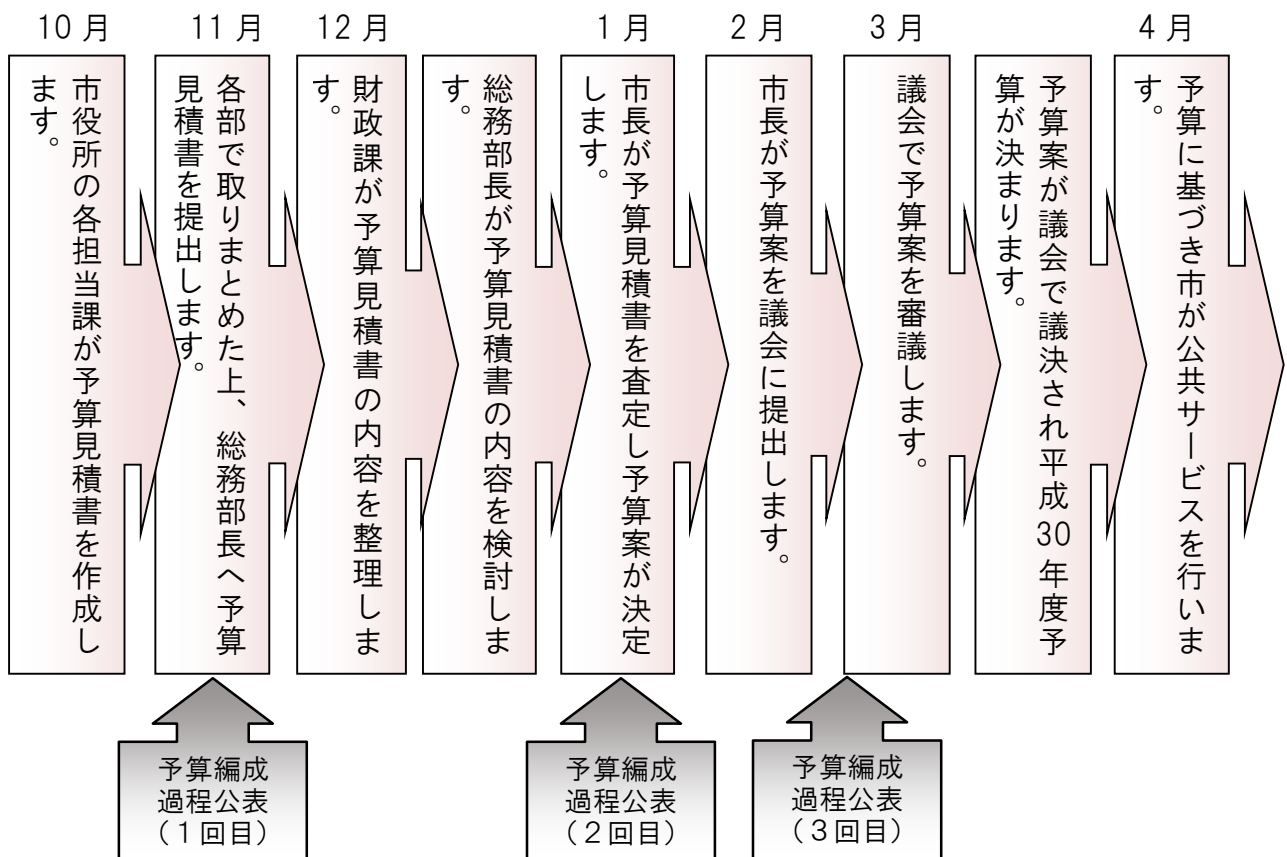 10 月
11 月
12 月
1 月
2 月
3 月
4 月
市役所の各担当課が予算見積書を作成し
ます。
各部で取りまとめた上、総務部長へ予算
見積書を提出します。
財政課が予算見積書の内容を整理しま
す。
総務部長が予算見積書の内容を検討しま
す。
市長が予算見積書を査定し予算案が決定
します。
市長が予算案を議会に提出します。
議会で予算案を審議します。
予算案が議会で議決され平成 30 年度予
算が決まります。
予算に基づき市が公共サービスを行いま
す。
予算編成
過程公表
(1回目)
予算編成
過程公表
(2回目)
予算編成
過程公表
(3回目)